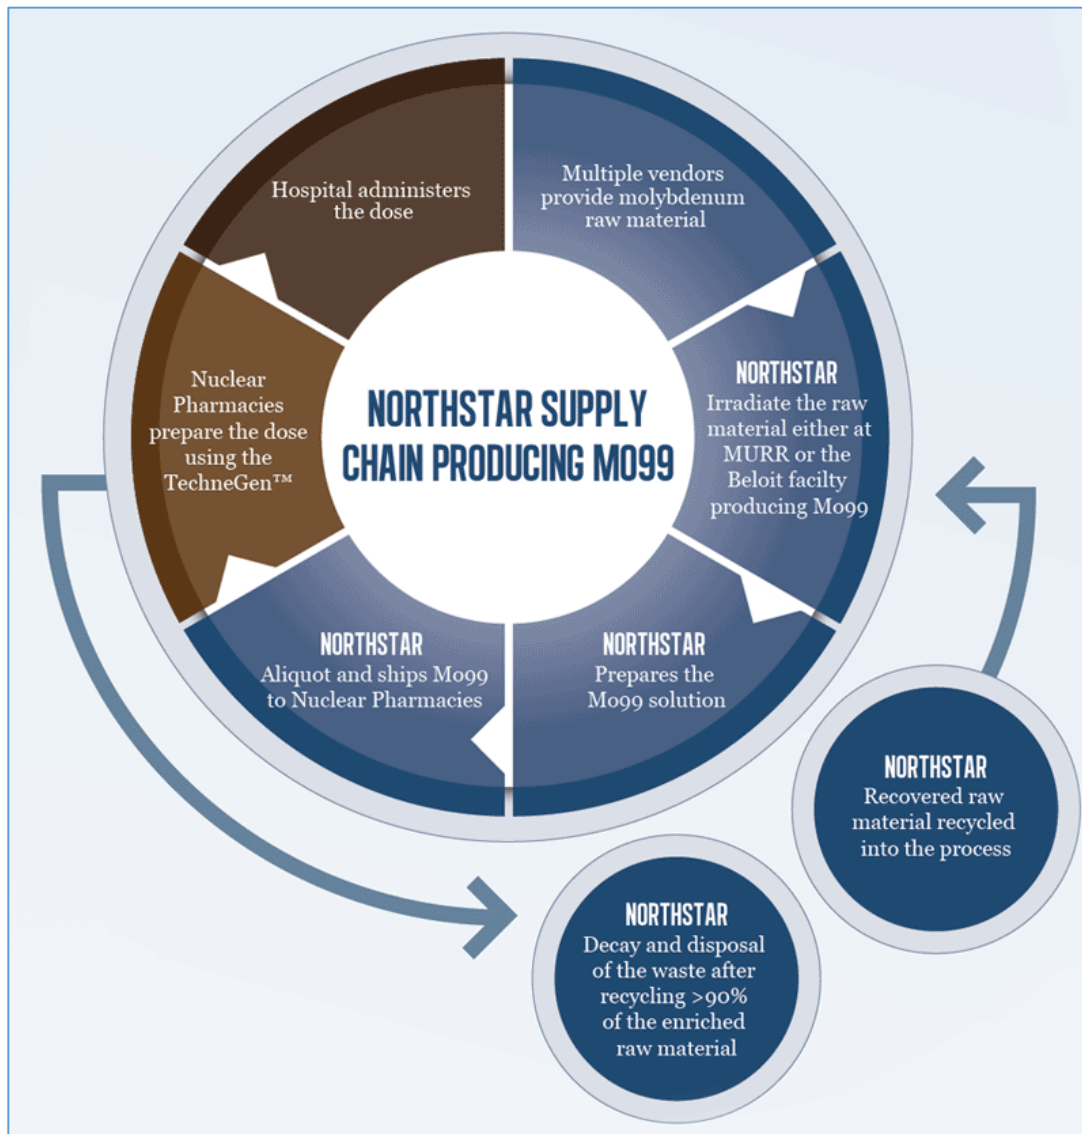 NORTHSTAR SUPPLY
CHAIN PRODUCING MO99
Multiple vendors
provide molybdenum
raw material
NORTHSTAR
Irradiate the raw
material either at
MURR or the
Beloit facilty
producing Mo99
NORTHSTAR
Prepares the
Mo99 solution
NORTHSTAR
Aliquot and ships Mo99
to Nuclear Pharmacies
Nuclear
Pharmacies
prepare the dose
using the
TechneGen™
Hospital administers
the dose
NORTHSTAR
Decay and disposal
of the waste after
recycling >90%
of the enriched
raw material
NORTHSTAR
Recovered raw
material recycled
into the process